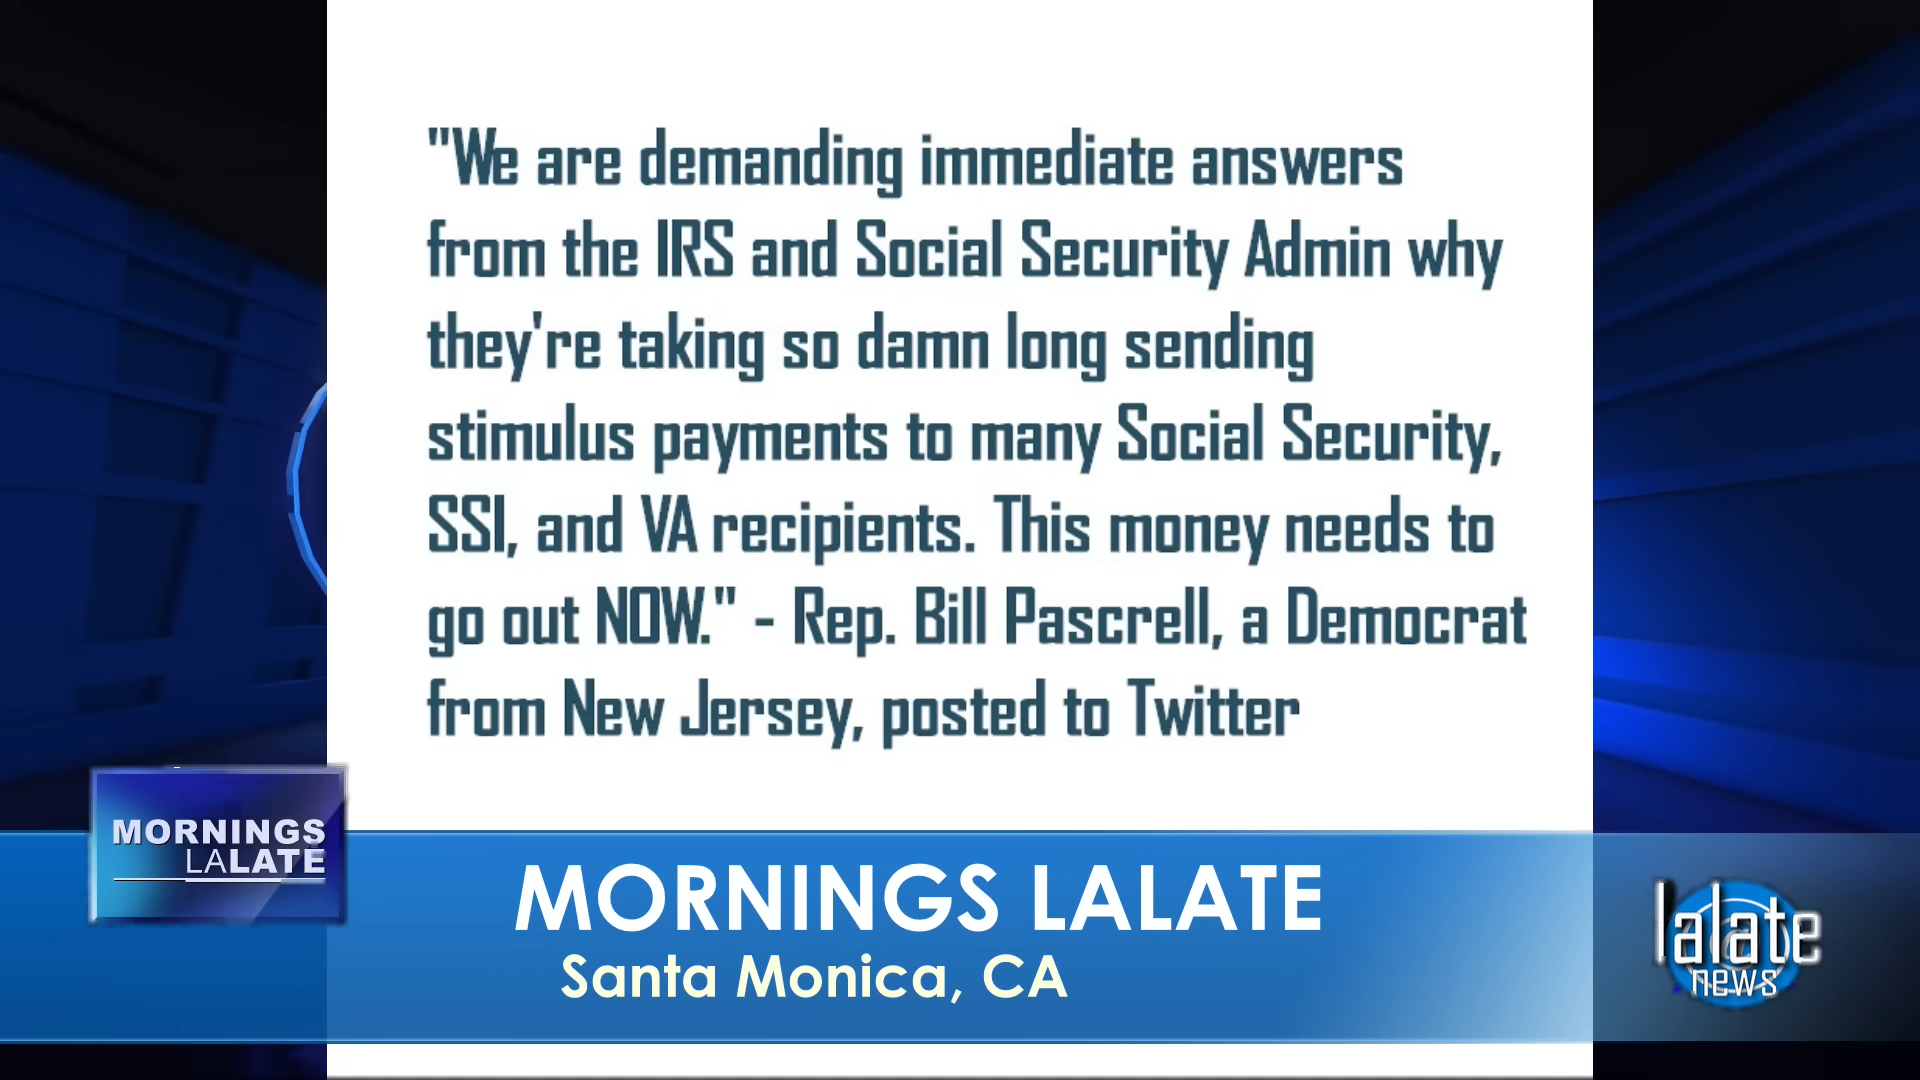 "We are demanding immediate answers
from the IRS and Social Security Admin why
they're taking so damn long sending
stimulus payments to many Social Security,
SSI, and VA recipients. This money needs to
go out NOW." - Rep. Bill Pascrell, a Democrat
from New Jersey, posted to Twitter
MORNINGS
LALATE
MORNINGS LALATE
Santa Monica, CA
lalate
news